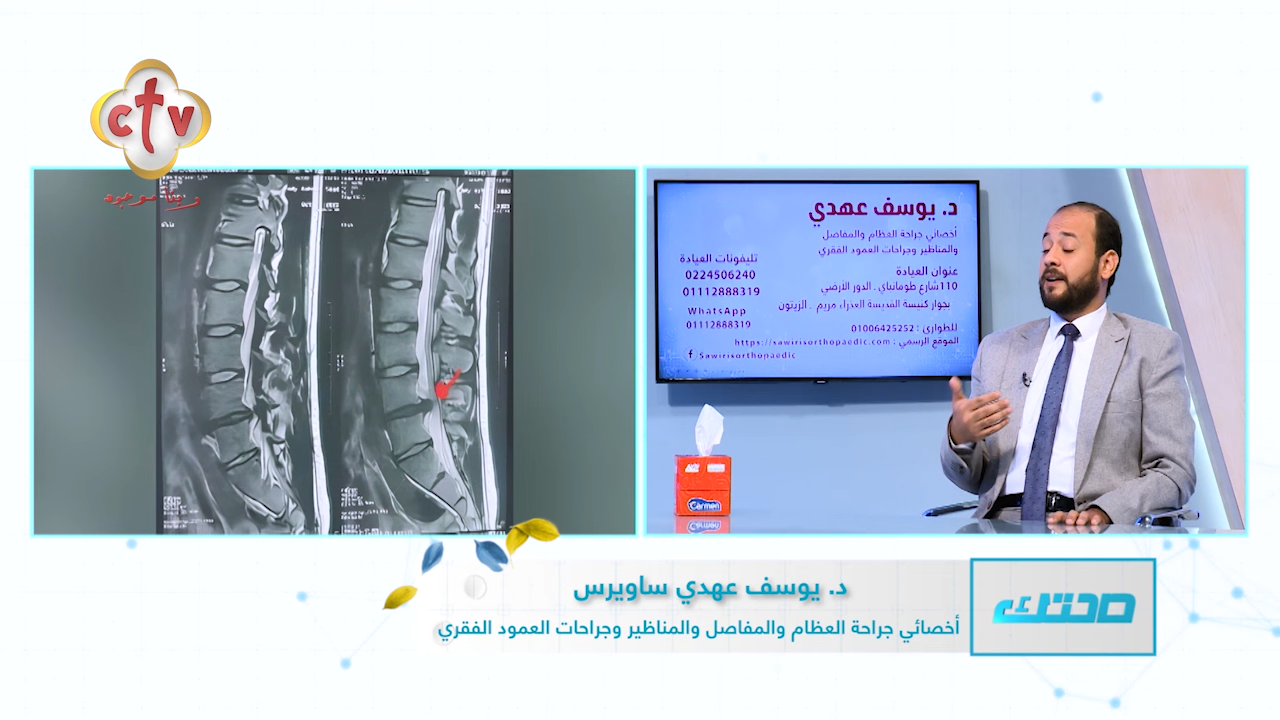 ctv
د. يوسف عهدي
أخصائي جراحة العظام والمفاصل
والمناظير وجراحات العمود الفقري
عنوان العيادة
110شارع طومانباي . الدور الأرضي
بجوار كنيسة القديسة العذراء مريم . الزيتون
تليفونات العيادة
0224506240
01112888319
WhatsApp
01112888319
للطوارئ : 01006425252
الموقع الرسمي : https://sawirisorthopaedic.com
f Sawirisorthopaedic
Carmen
د. يوسف عهدي ساويرس
أخصائي جراحة العظام والمفاصل والمناظير وجراحات العمود الفقري
صحتك